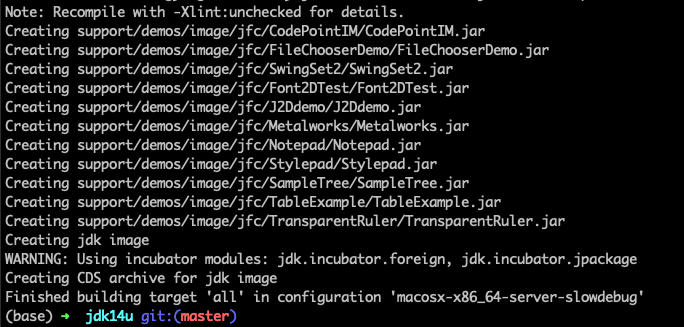 Note: Recompile with -Xlint:unchecked for details.
Creating support/demos/image/jfc/CodePointIM/CodePointIM.jar
Creating support/demos/image/jfc/FileChooserDemo/FileChooserDemo.jar
Creating support/demos/image/jfc/SwingSet2/SwingSet2.jar
Creating support/demos/image/jfc/Font2DTest/Font2DTest.jar
Creating support/demos/image/jfc/J2Ddemo/J2Ddemo.jar
Creating support/demos/image/jfc/Metalworks/Metalworks.jar
Creating support/demos/image/jfc/Notepad/Notepad.jar
Creating support/demos/image/jfc/Stylepad/Stylepad.jar
Creating support/demos/image/jfc/SampleTree/SampleTree.jar
Creating support/demos/image/jfc/TableExample/TableExample.jar
Creating support/demos/image/jfc/TransparentRuler/TransparentRuler.jar
Creating jdk image
WARNING: Using incubator modules: jdk.incubator.foreign, jdk.incubator.jpackage
Creating CDS archive for jdk image
Finished building target 'all' in configuration 'macosx-x86_64-server-slowdebug'
(base) ➜ jdk14u git:(master)